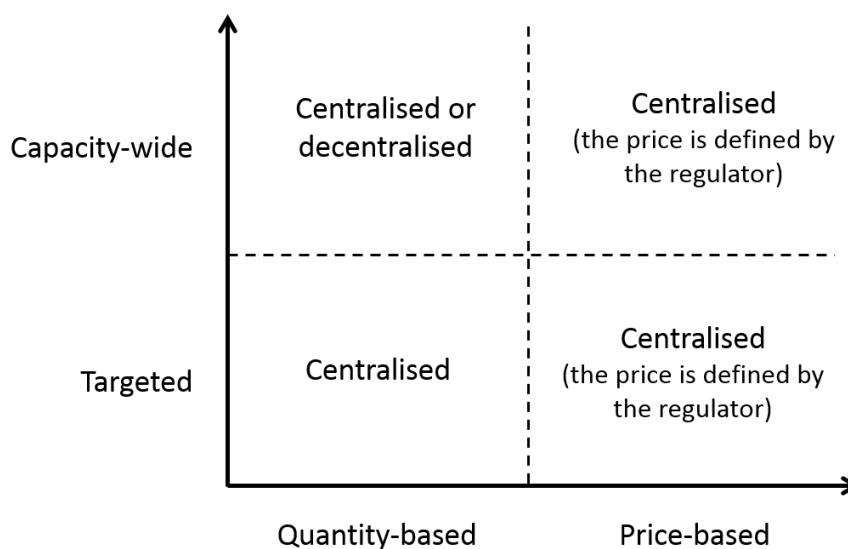 Capacity-wide
Centralised or
decentralised
Centralised
(the price is defined by
the regulator)
Targeted
Centralised
Centralised
(the price is defined by
the regulator)
Quantity-based
Price-based